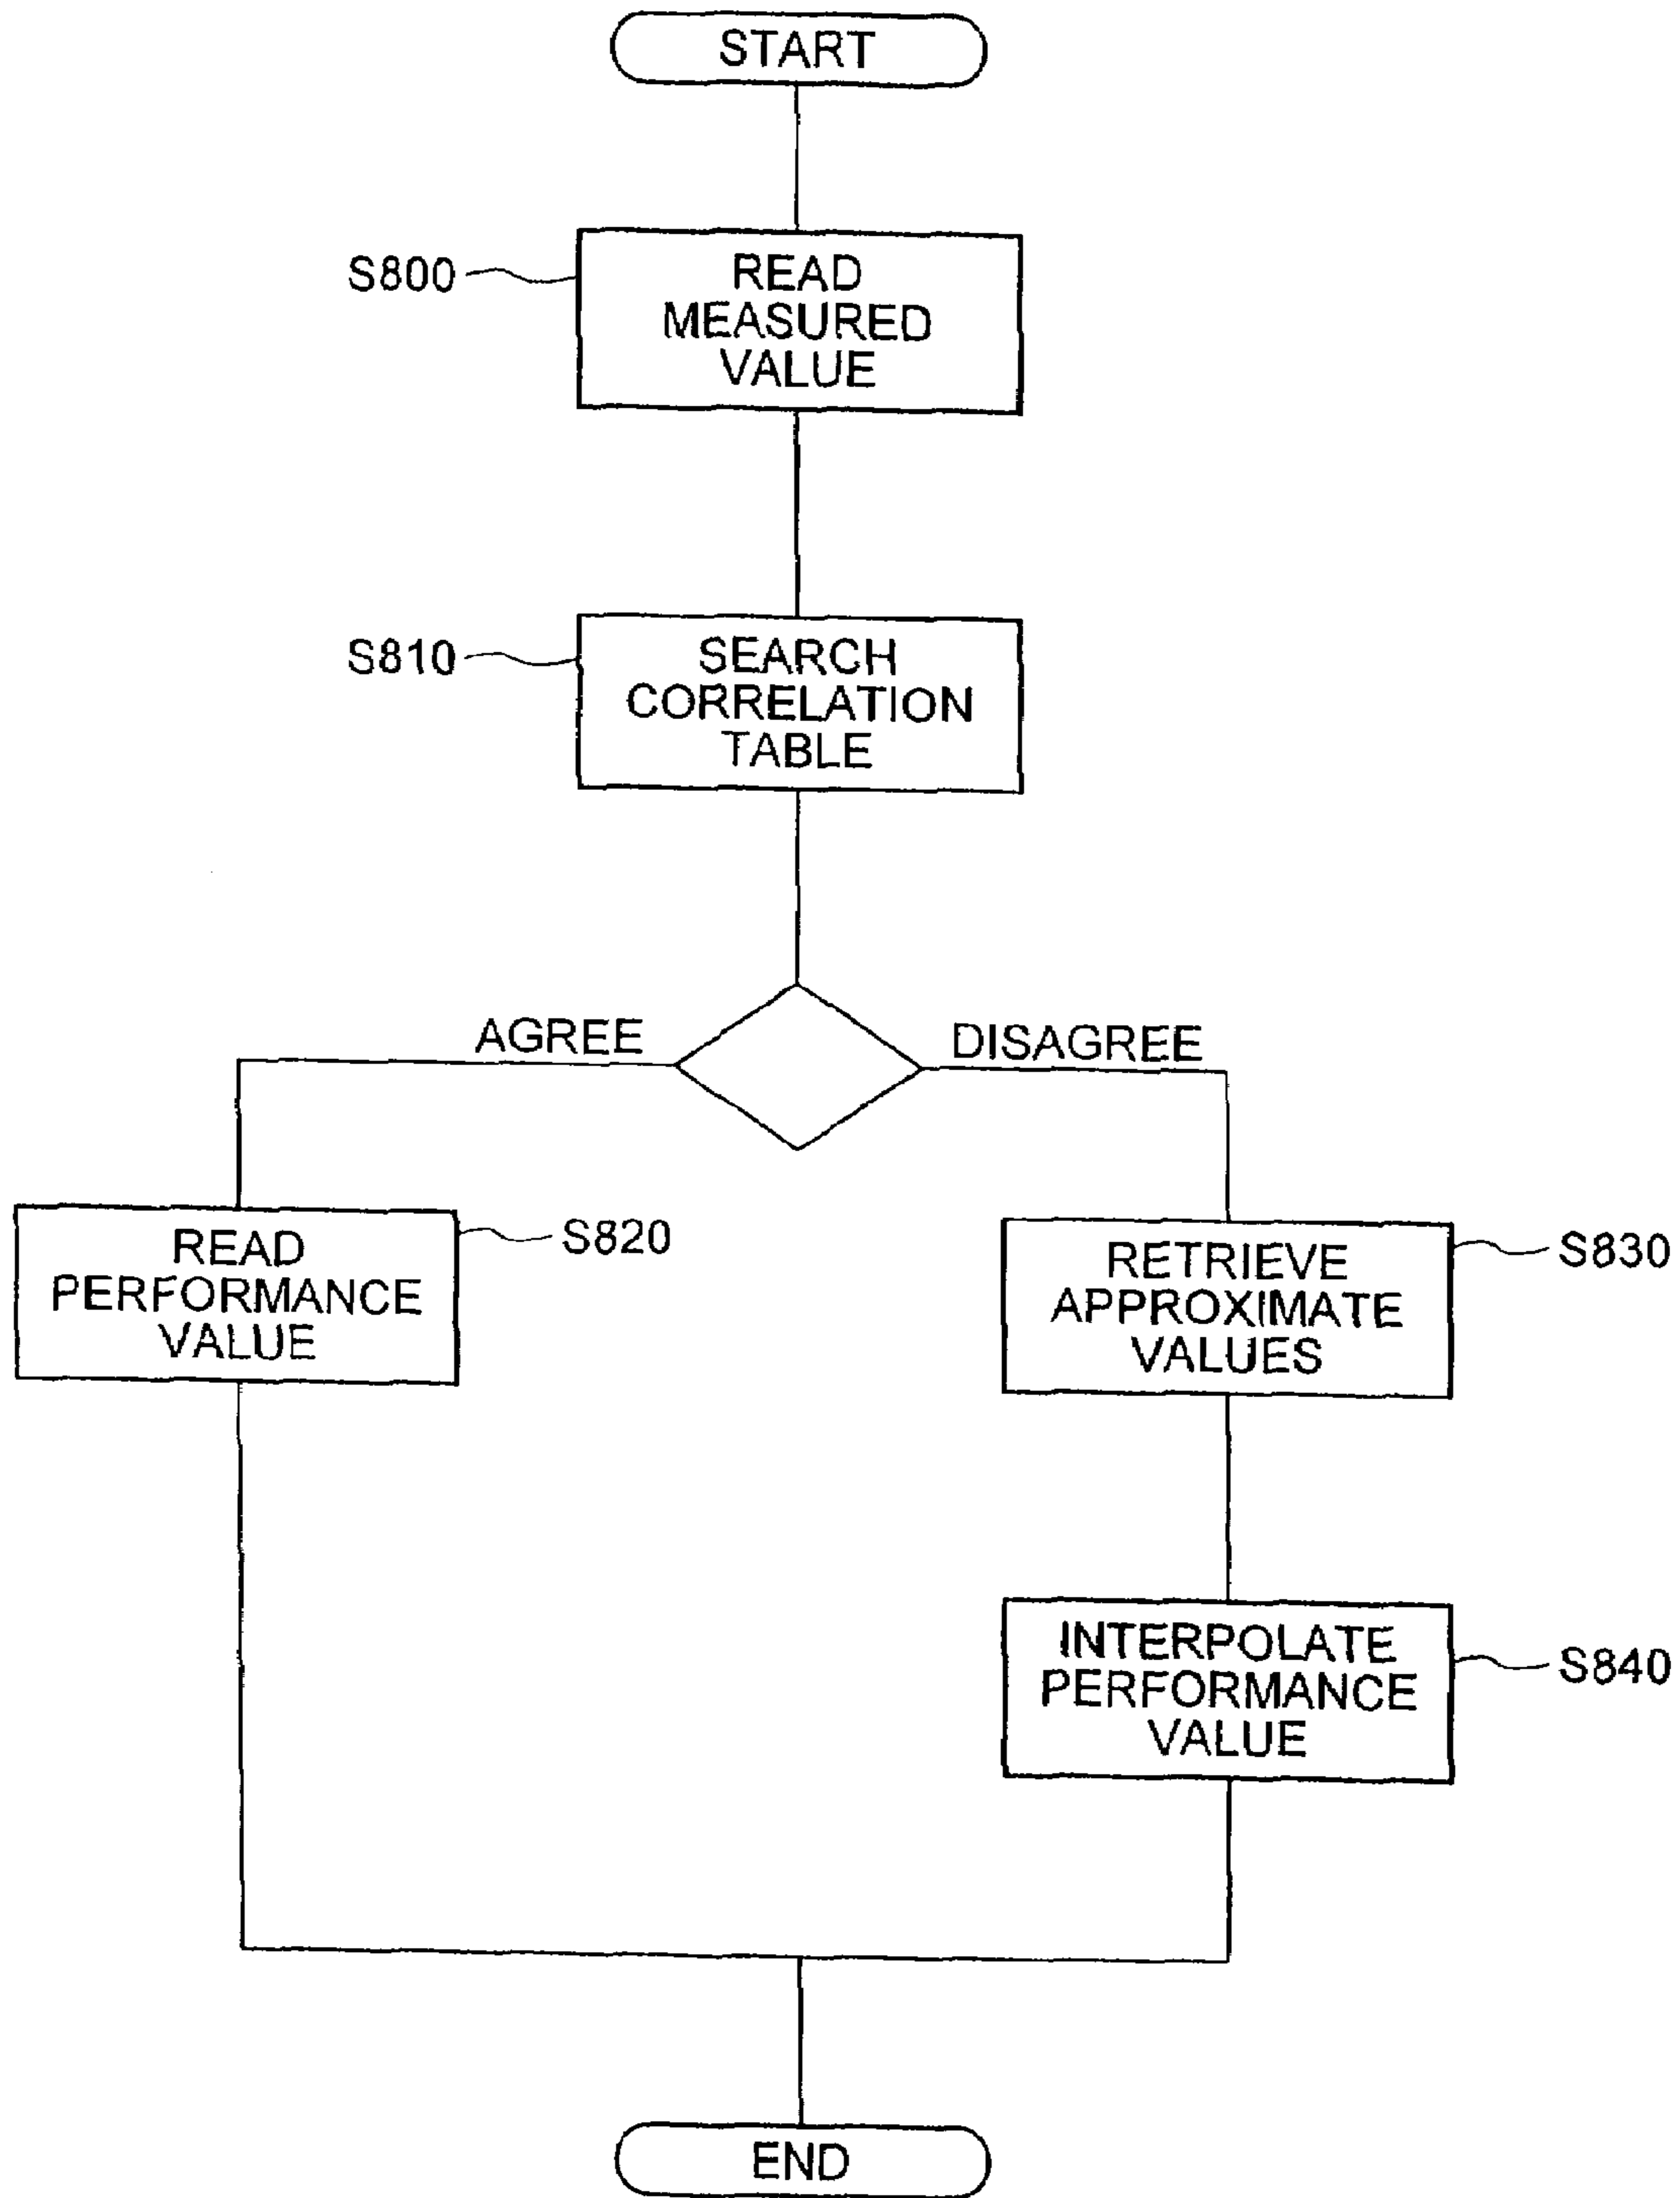 START
S800
READ
MEASURED
VALUE
S810
SEARCH
CORRELATION
TABLE
AGREE
DISAGREE
READ
PERFORMANCE
VALUE
S820
RETRIEVE
APPROXIMATE
VALUES
S830
INTERPOLATE
PERFORMANCE
VALUE
S840
END